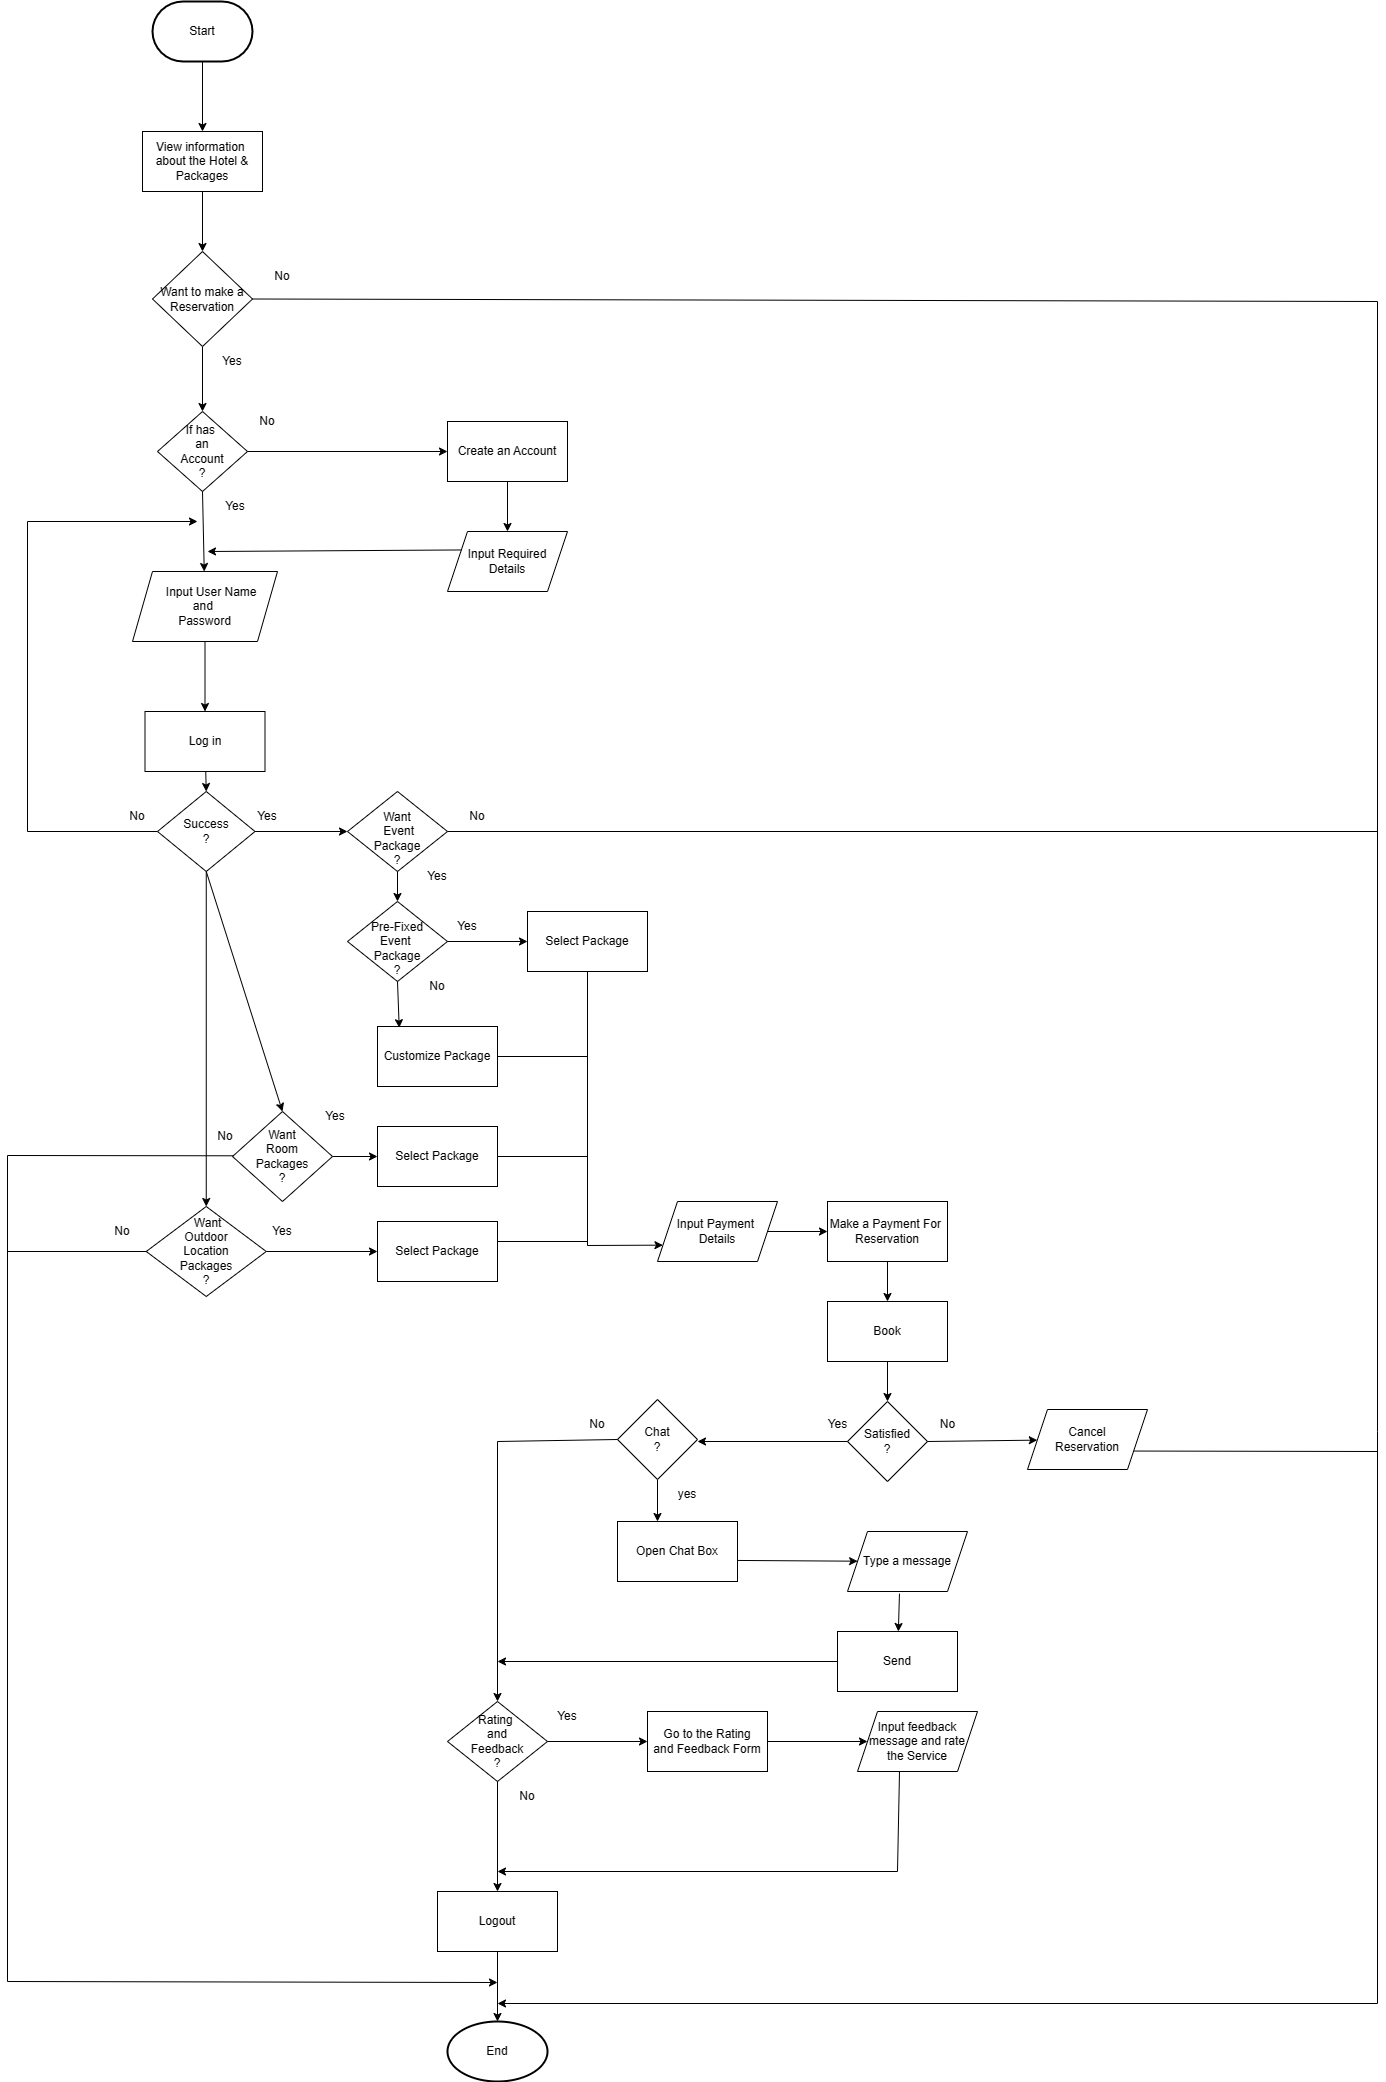 Start
View information
about the Hotel &
Packages
No
Want to make a
Reservation
Yes
No
If has
an
Account
?
Create an Account
Yes
Input Required
Details
Input User Name
and
Password
Log in
No
Success
?
Yes
Want
Event
Package
?
No
Yes
Pre-Fixed
Event
Package
?
Yes
Select Package
No
Customize Package
Yes
No
Want
Room
Packages
?
Select Package
No
Want
Outdoor
Location
Packages
?
Yes
Select Package
Input Payment
Details
Make a Payment For
Reservation
Book
No
Chat
?
Yes
Satisfied
?
No
Cancel
Reservation
yes
Open Chat Box
Type a message
Send
Rating
and
Feedback
?
Yes
Go to the Rating
and Feedback Form
Input feedback
message and rate
the Service
No
Logout
End